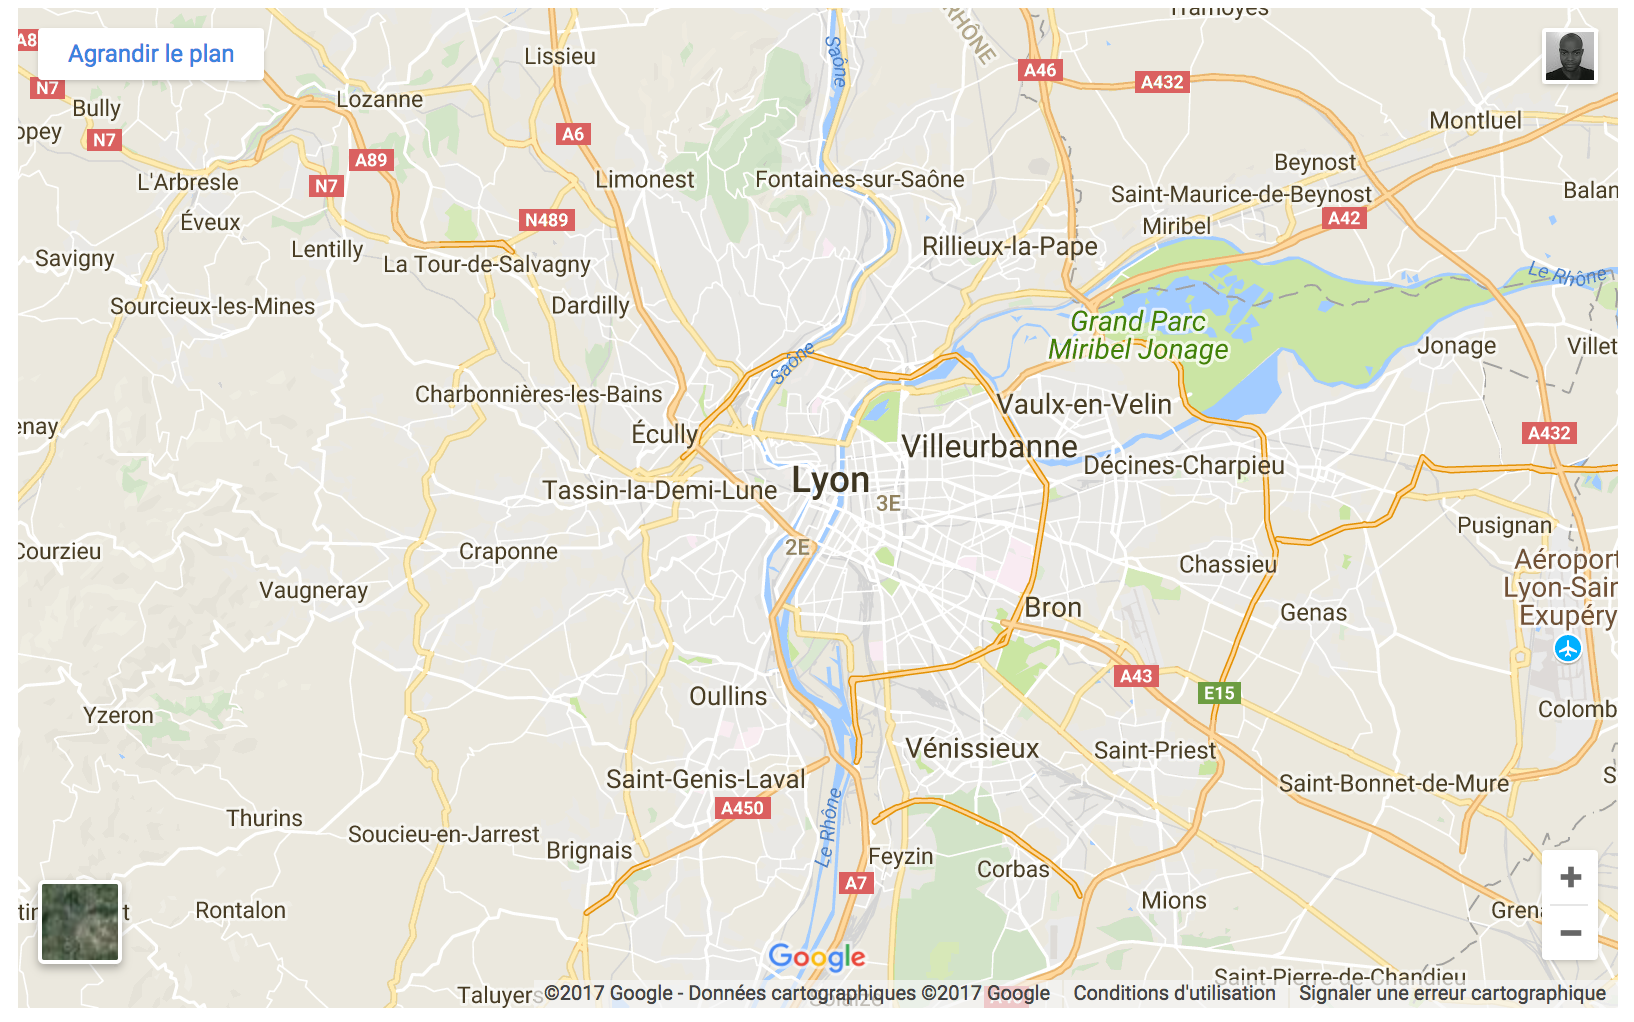 Tramoyes
RHÔNE
Saône
A8
Agrandir le plan
Lissieu
A46
A432
N7
Bully
Lozanne
Montluel
opey
N7
A6
A89
Beynost
L'Arbresle
N7
Limonest
Fontaines-sur-Saône
Saint-Maurice-de-Beynost
Balan
Éveux
N489
A42
Miribel
Savigny
Lentilly
La Tour-de-Salvagny
Rillieux-la-Pape
Le Rhône
Sourcieux-les-Mines
Dardilly
Grand Parc
Miribel Jonage
Jonage
Villet
Saône
Charbonnières-les-Bains
Vaulx-en-Velin
enay
Écully
Villeurbanne
A432
Décines-Charpieu
Lyon
Tassin-la-Demi-Lune
3E
Pusignan
2E
Courzieu
Craponne
Chassieu
Aéroport
Lyon-Sain
Exupéry
Vaugneray
Bron
Genas
A43
E15
Oullins
Yzeron
Colomb
Vénissieux
Saint-Priest
Saint-Genis-Laval
Saint-Bonnet-de-Mure
S
A450
Thurins
Soucieu-en-Jarrest
Le Rhône
Brignais
Feyzin
Corbas
A7
+
Mions
Rontalon
Grena
−
Google
Saint-Pierre-de-Chandieu
Taluyers
©2017 Google - Données cartographiques ©2017 Google
Conditions d'utilisation
Signaler une erreur cartographique